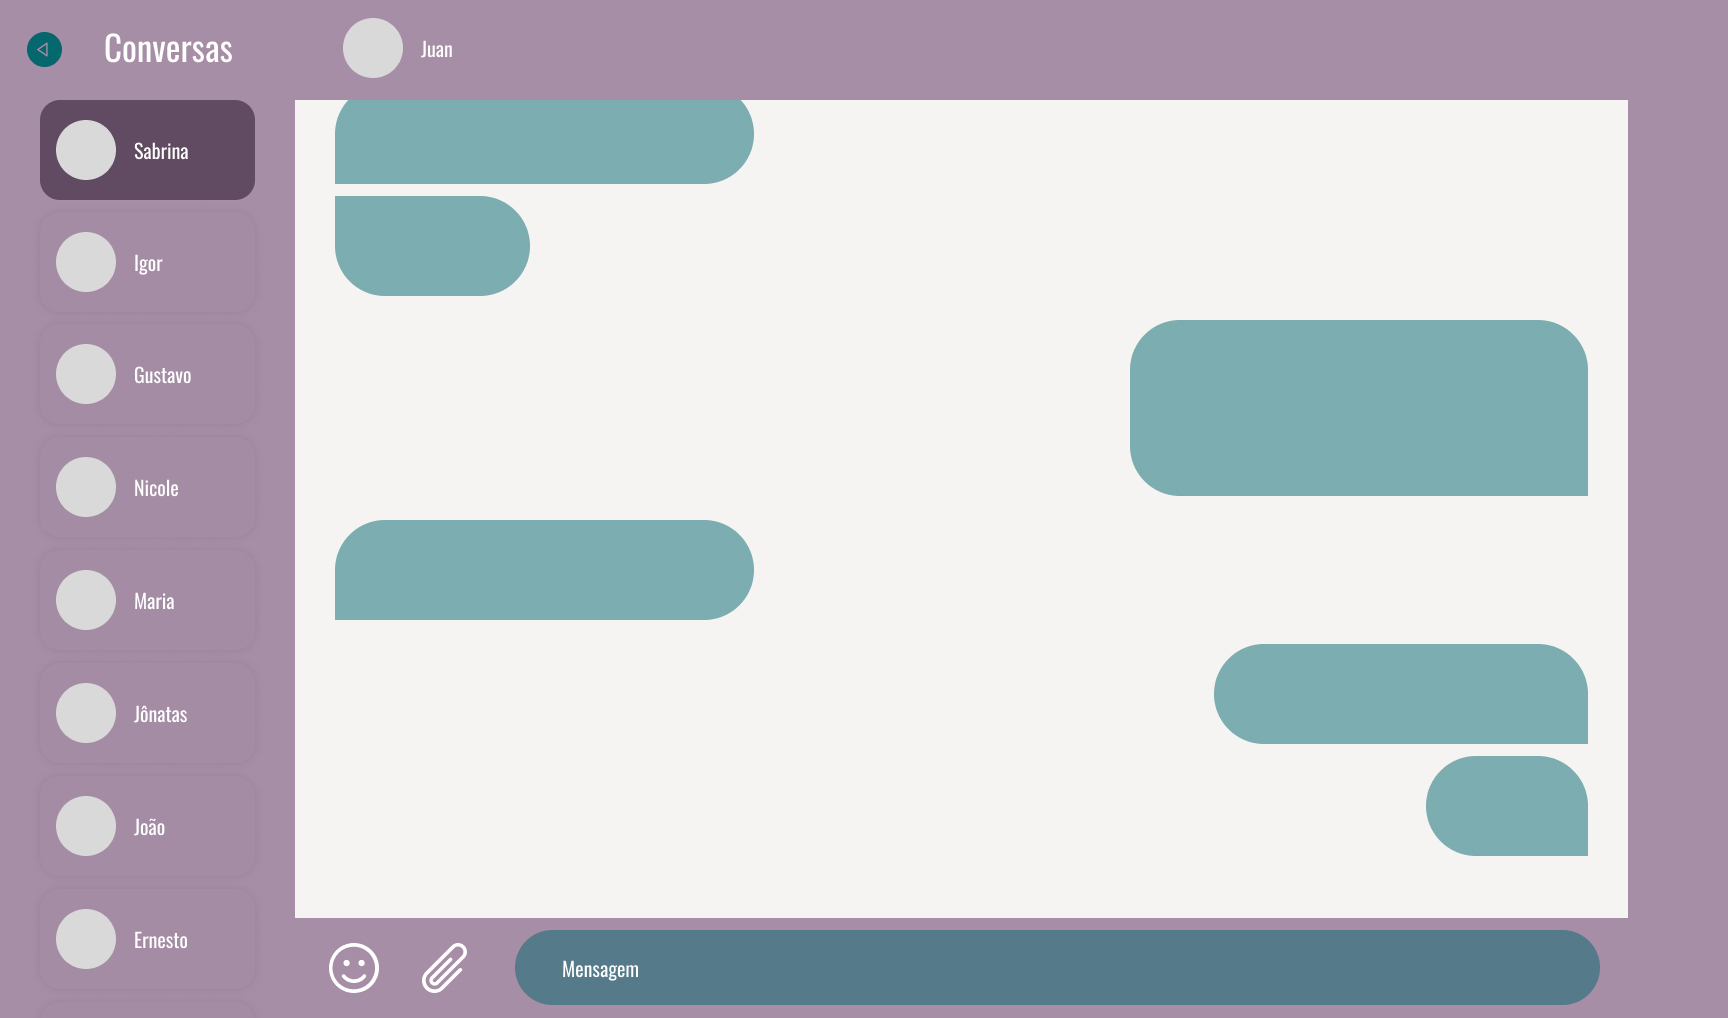 Conversas
Juan
Sabrina
Igor
Gustavo
Nicole
Maria
Jônatas
João
Ernesto
Mensagem